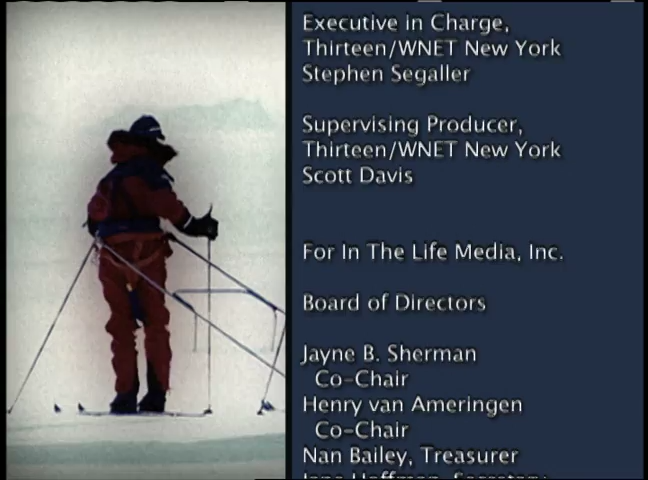 Executive in Charge,
Thirteen/WNET New York
Stephen Segaller
Supervising Producer,
Thirteen/WNET New York
Scott Davis
For In The Life Media, Inc.
Board of Directors
Jayne B. Sherman
Co-Chair
Henry van Ameringen
Co-Chair
Nan Bailey, Treasurer